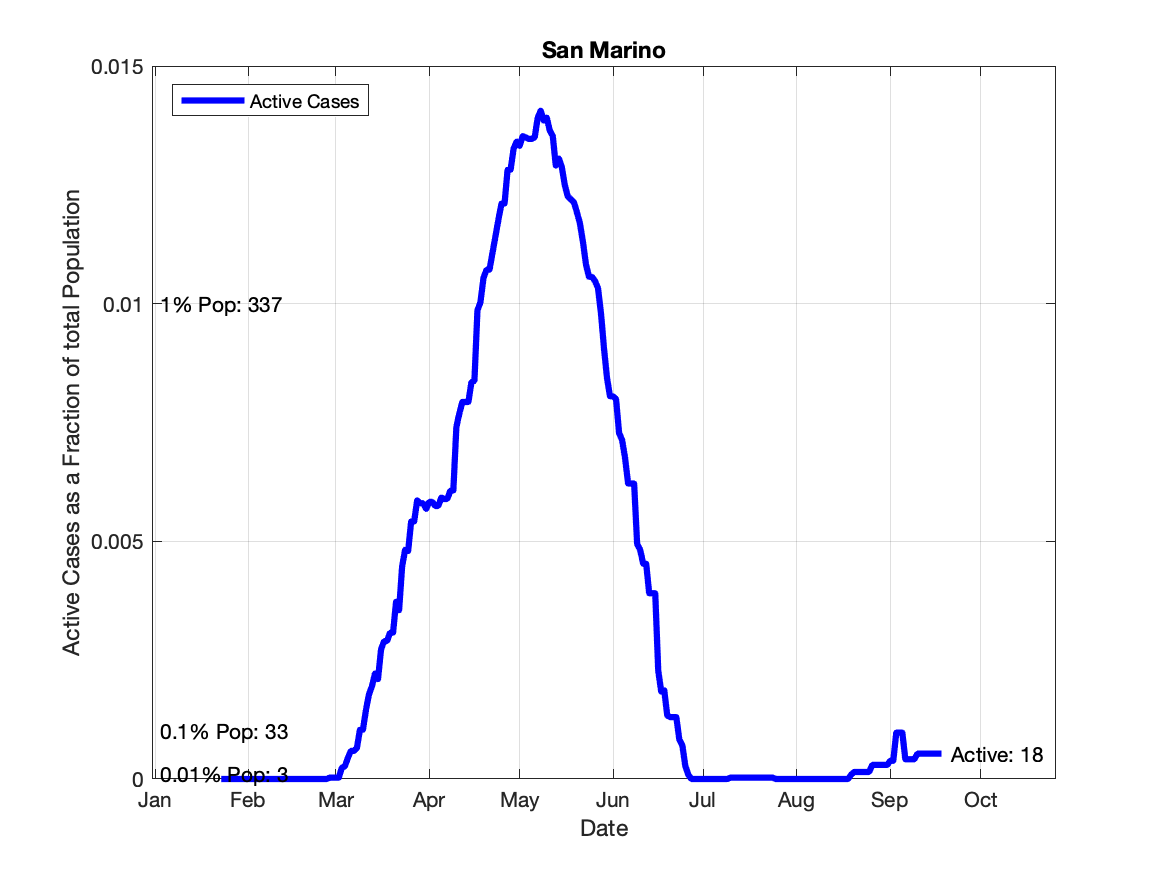 San Marino
Active Cases
0.015
0.01
0.005
0
1% Pop: 337
0.1% Pop: 33
0.01% Pop: 3
Active: 18
Active Cases as a Fraction of total Population
Jan Feb Mar Apr May Jun Jul Aug Sep Oct
Date